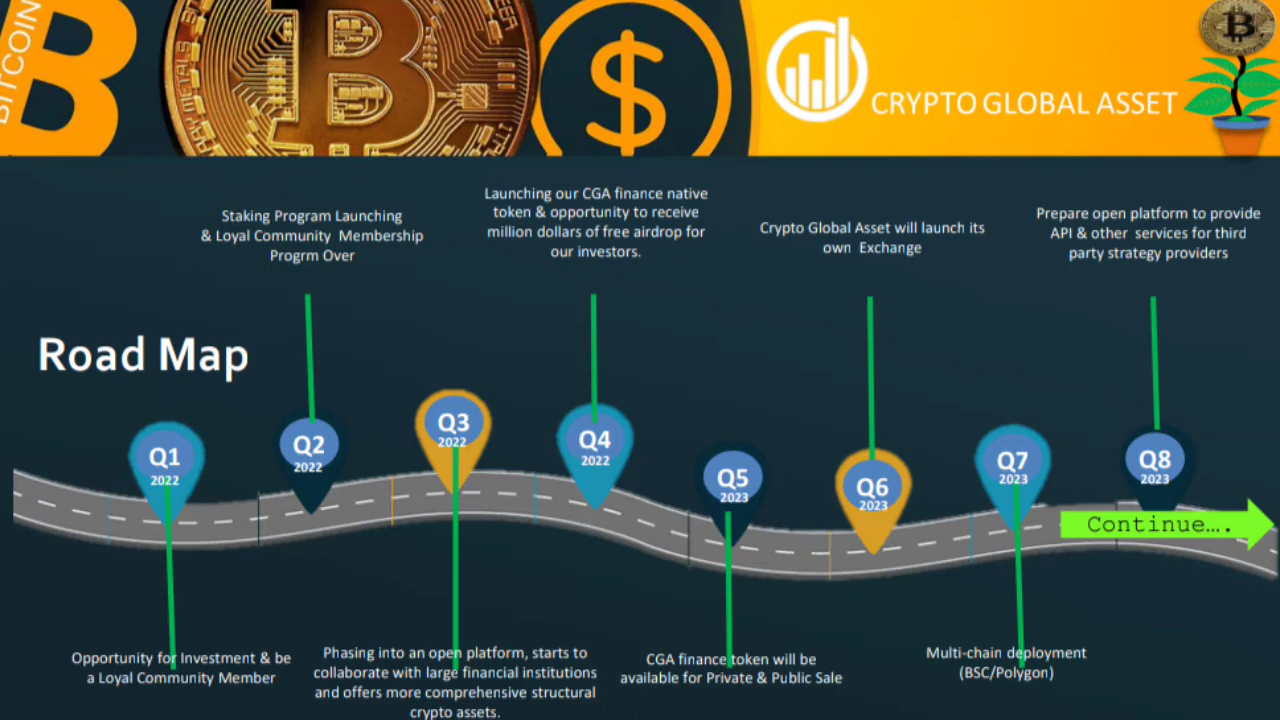 BITCOIN
CRYPTO GLOBAL ASSET
Staking Program Launching
& Loyal Community Membership
Progrm Over
Launching our CGA finance native
token & opportunity to receive
million dollars of free airdrop for
our investors.
Crypto Global Asset will launch its
own Exchange
Prepare open platform to provide
API & other services for third
party strategy providers
Road Map
Q1
2022
Q2
2022
Q3
2022
Q4
2022
Q5
2023
Q6
2023
Q7
2023
Q8
2023
Continue....
Opportunity for Investment & be
a Loyal Community Member
Phasing into an open platform, starts to
collaborate with large financial institutions
and offers more comprehensive structural
crypto assets.
CGA finance token will be
available for Private & Public Sale
Multi-chain deployment
(BSC/Polygon)